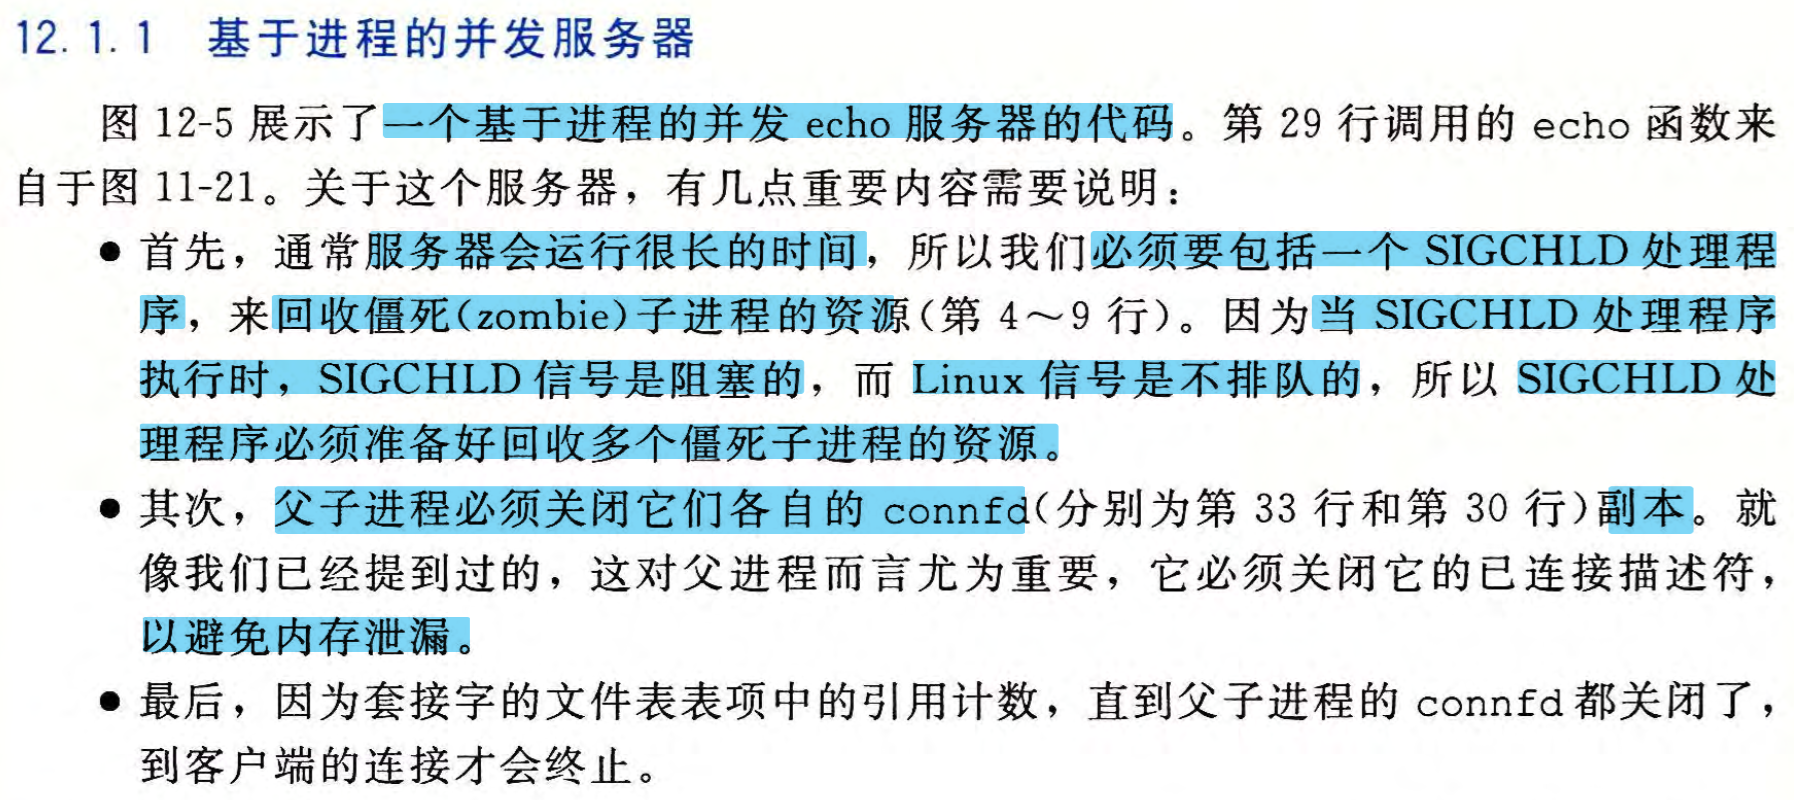 12.1.1 基于进程的并发服务器
图 12-5 展示了一个基于进程的并发 echo 服务器的代码。第 29 行调用的 echo 函数来
自于图 11-21。关于这个服务器，有几点重要内容需要说明：
● 首先，通常服务器会运行很长的时间，所以我们必须要包括一个 SIGCHLD 处理程
序，来回收僵死(zombie)子进程的资源(第 4～9 行)。因为当 SIGCHLD 处理程序
执行时，SIGCHLD 信号是阻塞的，而 Linux 信号是不排队的，所以 SIGCHLD 处
理程序必须准备好回收多个僵死子进程的资源。
● 其次，父子进程必须关闭它们各自的 connfd(分别为第 33 行和第 30 行)副本。就
像我们已经提到过的，这对父进程而言尤为重要，它必须关闭它的已连接描述符，
以避免内存泄漏。
● 最后，因为套接字的文件表表项中的引用计数，直到父子进程的 connfd 都关闭了，
到客户端的连接才会终止。